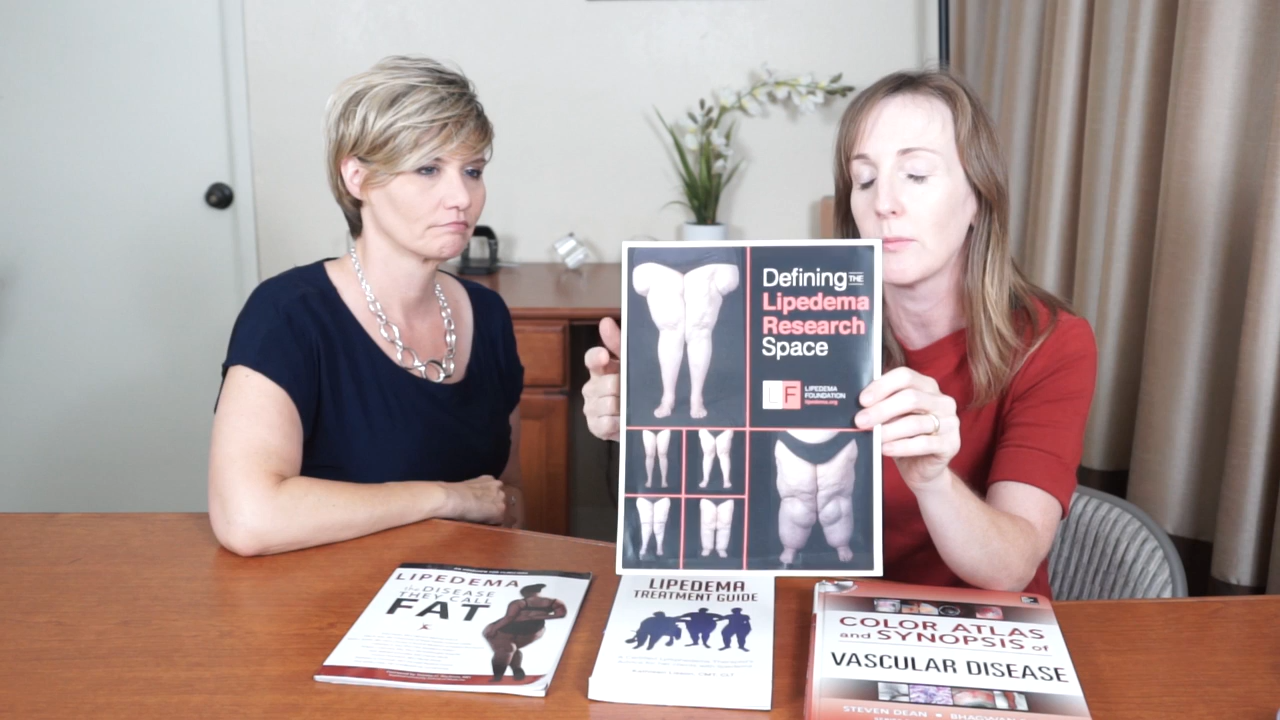 Defining THE
Lipedema
Research
Space
LF
LIPEDEMA
FOUNDATION
lipedema.org
LIPEDEMA
the DISEASE
THEY CALL
FAT
LIPEDEMA
TREATMENT GUIDE
COLOR ATLAS
and SYNOPSIS of
VASCULAR DISEASE
STEVEN DEAN